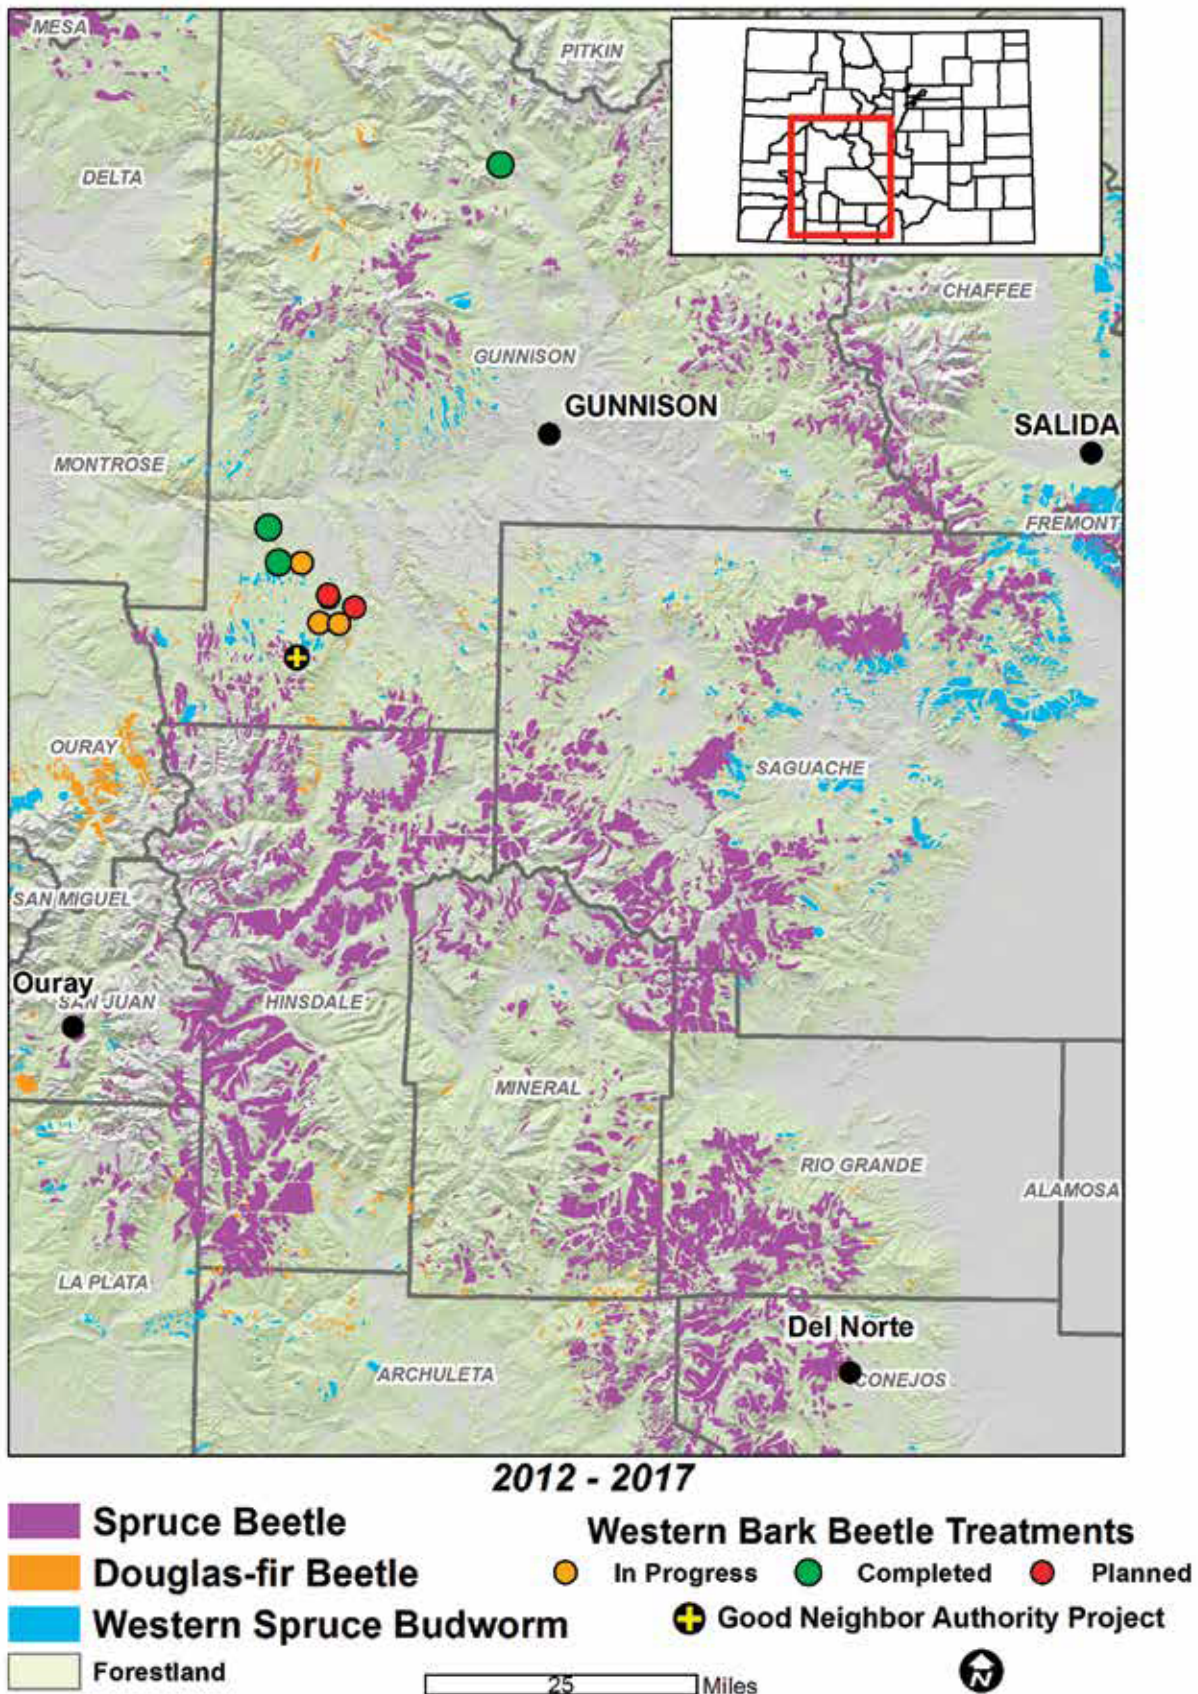 MESA
PITKIN
DELTA
CHAFFEE
GUNNISON
GUNNISON
SALIDA
MONTROSE
FREMONT
OURAY
SAGUACHE
SAN MIGUEL
Ouray
SAN JUAN
HINSDALE
MINERAL
RIO GRANDE
ALAMOSA
LA PLATA
Del Norte
ARCHULETA
CONEJOS
2012 - 2017
Spruce Beetle
Douglas-fir Beetle
Western Spruce Budworm
Forestland
Western Bark Beetle Treatments
In Progress Completed Planned
Good Neighbor Authority Project
25 Miles
N